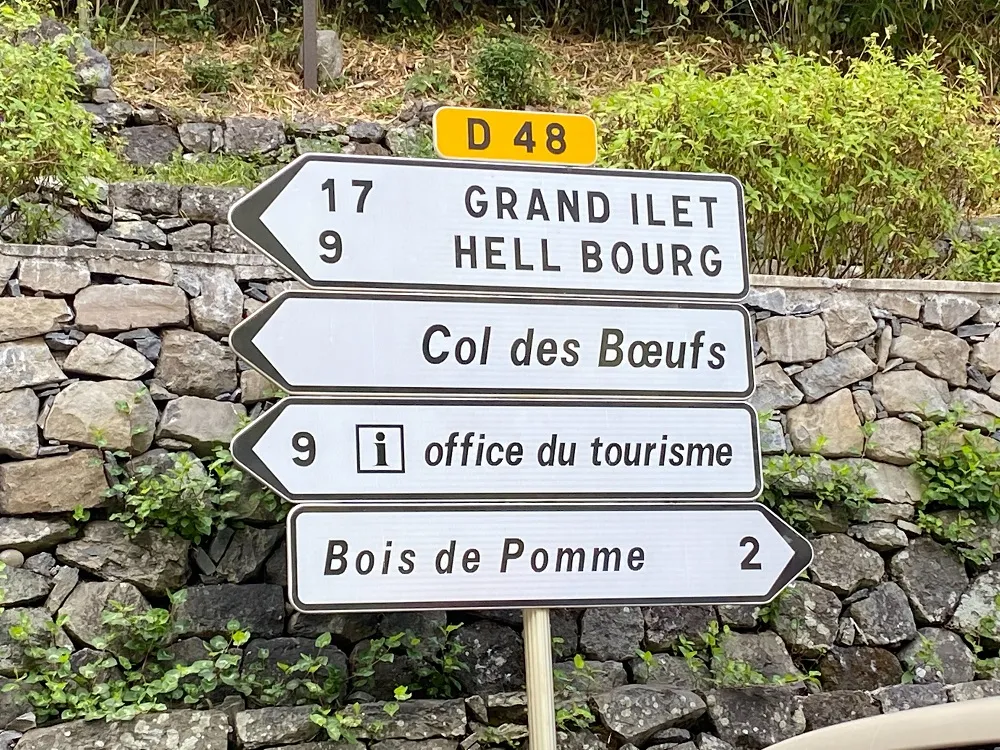 D 48
17 GRAND ILET
9 HELL BOURG
Col des Bœufs
9 i office du tourisme
Bois de Pomme 2